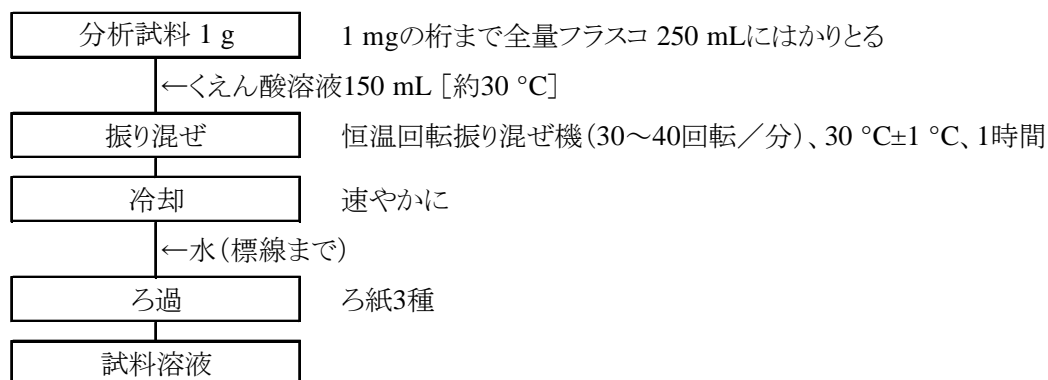 分析試料 1 g 1 mgの桁まで全量フラスコ 250 mLにはかりとる
←くえん酸溶液150 mL [約30 °C]
振り混ぜ 恒温回転振り混ぜ機(30～40回転／分)、30 °C±1 °C、1時間
冷却 速やかに
←水(標線まで)
ろ過 ろ紙3種
試料溶液